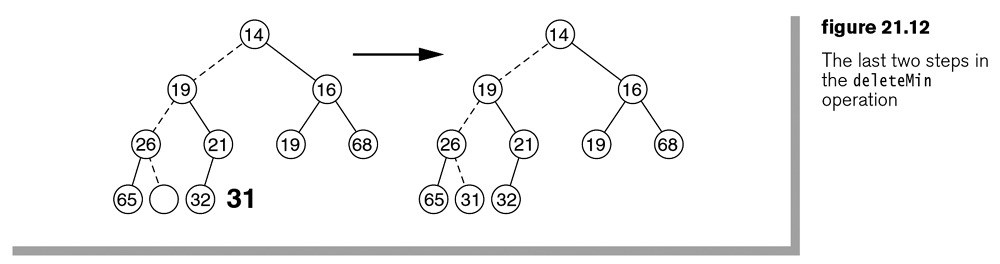 14 14
19 16 19 16
26 21 19 68 26 21 19 68
65 32 31 65 31 32
figure 21.12
The last two steps in
the deleteMin
operation